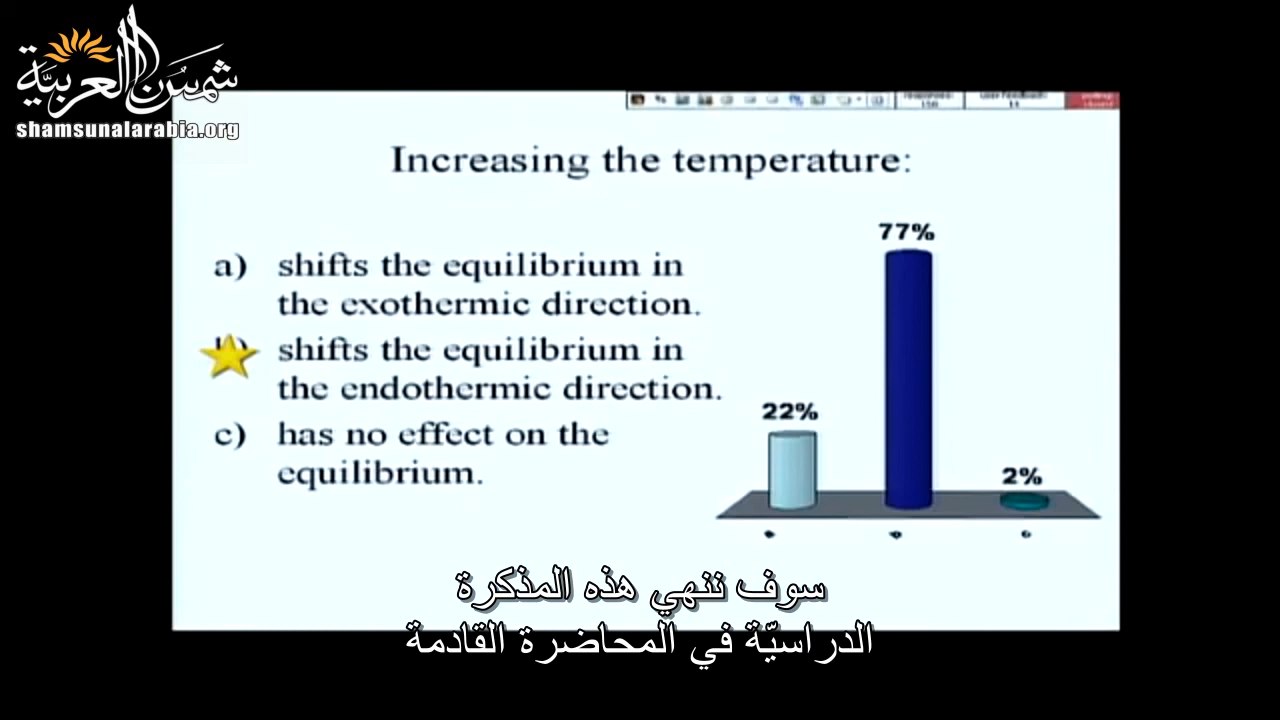 شمس العربية
shamsunalarabia.org
Increasing the temperature:
77%
a) shifts the equilibrium in
the exothermic direction.
shifts the equilibrium in
the endothermic direction.
22%
c) has no effect on the
equilibrium.
2%
سوف ننهي هذه المذكرة
الدراسيّة في المحاضرة القادمة